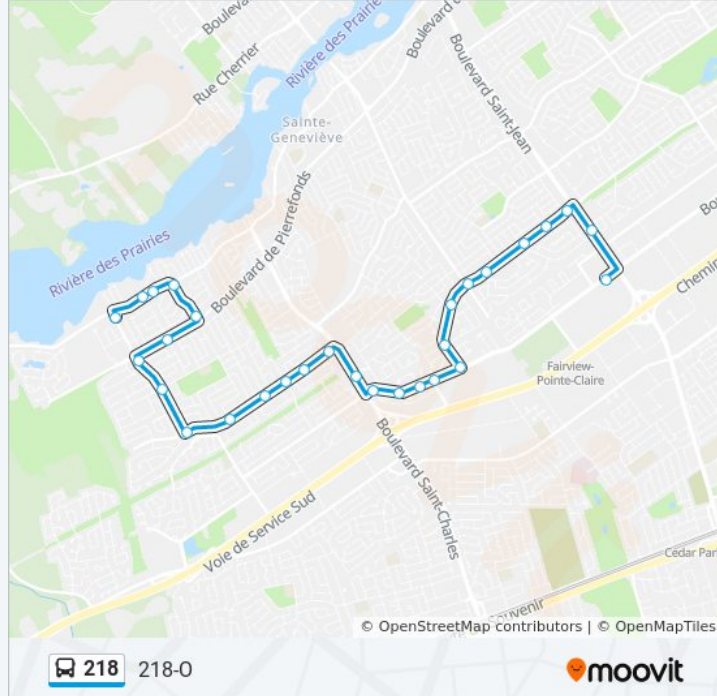 Boulevard
Rivière des Prairies
Boulevard
Rue Cherrier
Boulevard Saint-Jean
Sainte-
Geneviève
Boulevard de Pierrefonds
Rivière des Prairies
Chemin
Fairview-
Pointe-Claire
Boulevard Saint-Charles
Voie de Service Sud
Cedar Par
Souvenir
© OpenStreetMap contributors | © OpenMapTiles
218 218-O
moovit